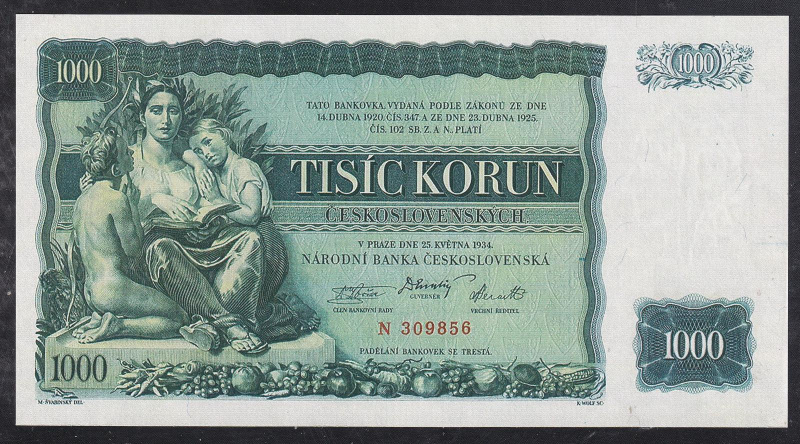 1000
1000
TATO BANKOVKA, VYDANÁ PODLE ZÁKONŮ ZE DNE
14. DUBNA 1920, ČÍS. 347 A ZE DNE 23. DUBNA 1925,
ČÍS. 102 SB. Z. A N., PLATÍ
TISÍC KORUN
ČESKOSLOVENSKÝCH.
V PRAZE DNE 25. KVĚTNA 1934.
NÁRODNÍ BANKA ČESKOSLOVENSKÁ
GUVERNÉR
ČLEN BANKOVNÍ RADY
VRCHNÍ ŘEDITEL
N 309856
PADĚLÁNÍ BANKOVEK SE TRESTÁ.
1000
1000
M. ŠVABINSKÝ DEL.
K. WOLF SC.